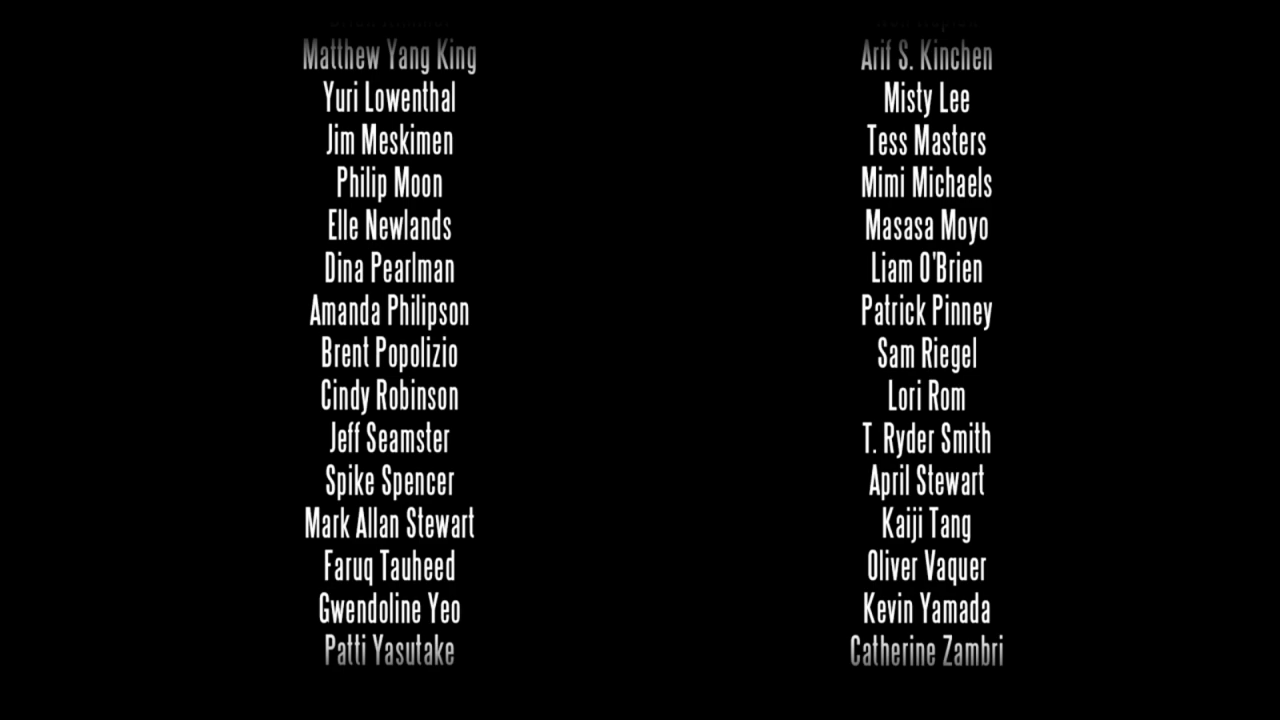 Matthew Yang King
Arif S. Kinchen
Yuri Lowenthal
Misty Lee
Jim Meskimen
Tess Masters
Philip Moon
Mimi Michaels
Elle Newlands
Masasa Moyo
Dina Pearlman
Liam O'Brien
Amanda Philipson
Patrick Pinney
Brent Popolizio
Sam Riegel
Cindy Robinson
Lori Rom
Jeff Seamster
T. Ryder Smith
Spike Spencer
April Stewart
Mark Allan Stewart
Kaiji Tang
Faruq Tauheed
Oliver Vaquer
Gwendoline Yeo
Kevin Yamada
Patti Yasutake
Catherine Zambri